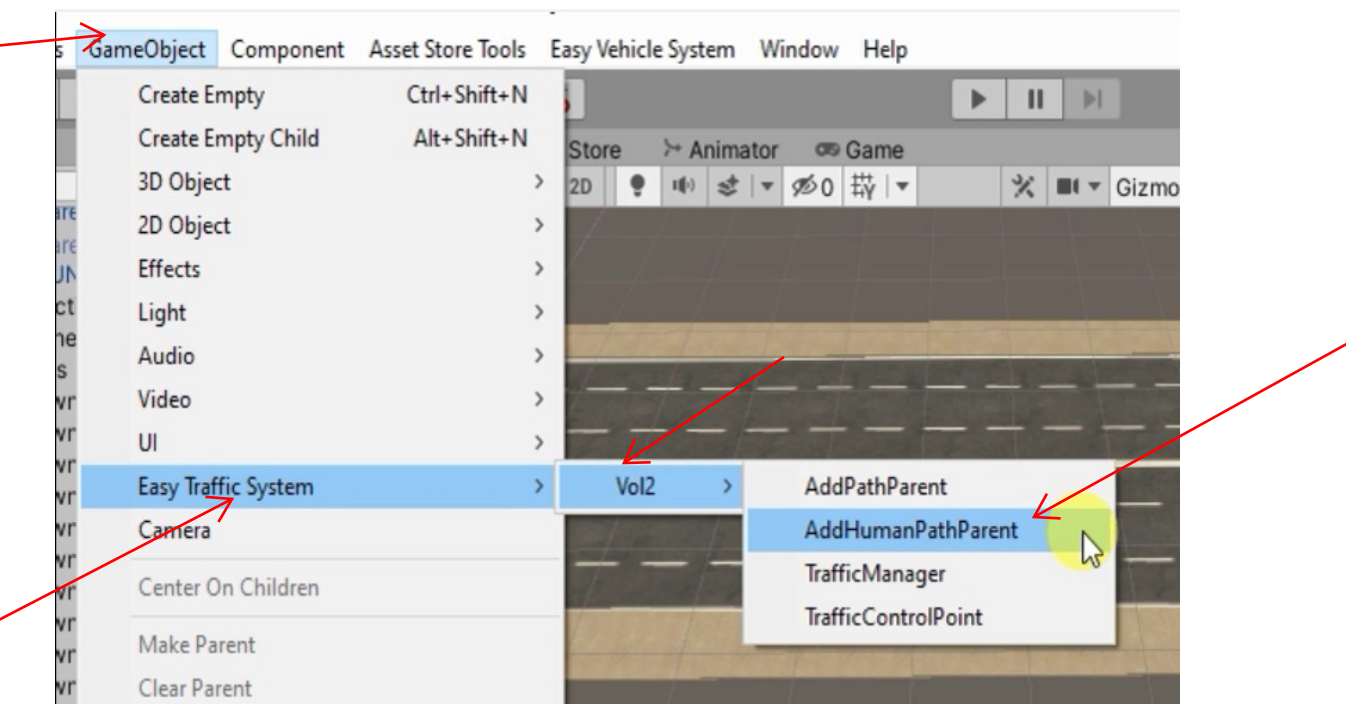 GameObject Component Asset Store Tools Easy Vehicle System Window Help
Create Empty Ctrl+Shift+N
Create Empty Child Alt+Shift+N
Store Animator Game
3D Object
2D 0 Gizmo
2D Object
Effects
Light
Audio
Video
UI
Easy Traffic System Vol2 AddPathParent
Camera AddHumanPathParent
Center On Children TrafficManager
TrafficControlPoint
Make Parent
Clear Parent